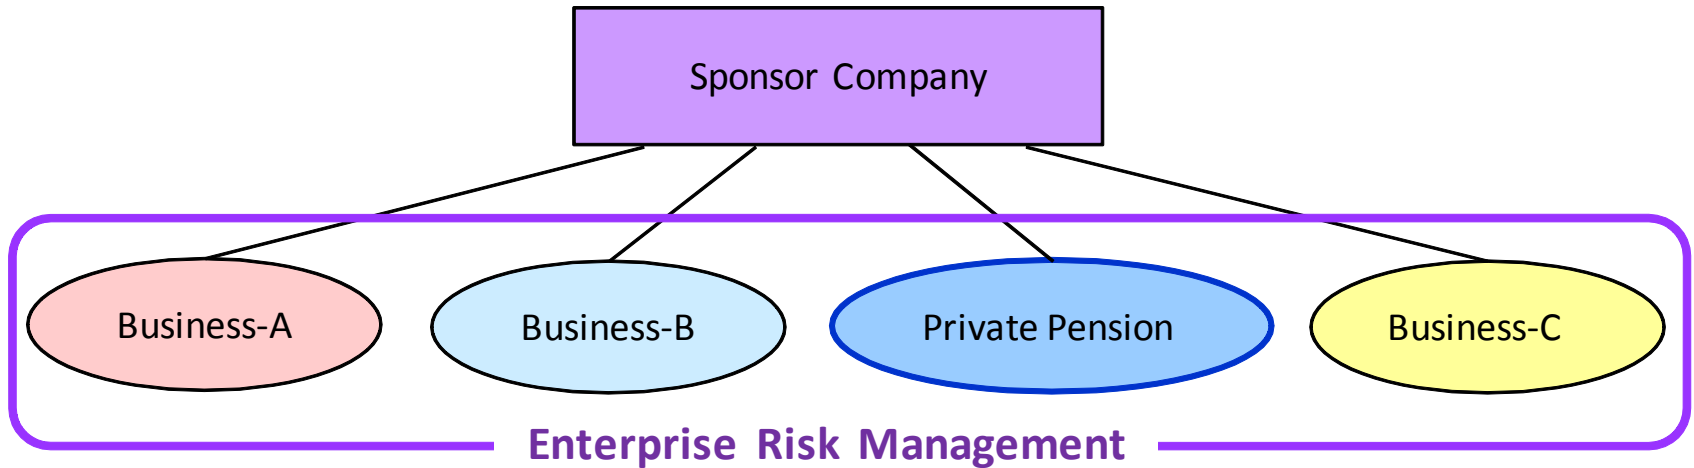 Sponsor Company
Business-A
Business-B
Private Pension
Business-C
Enterprise Risk Management